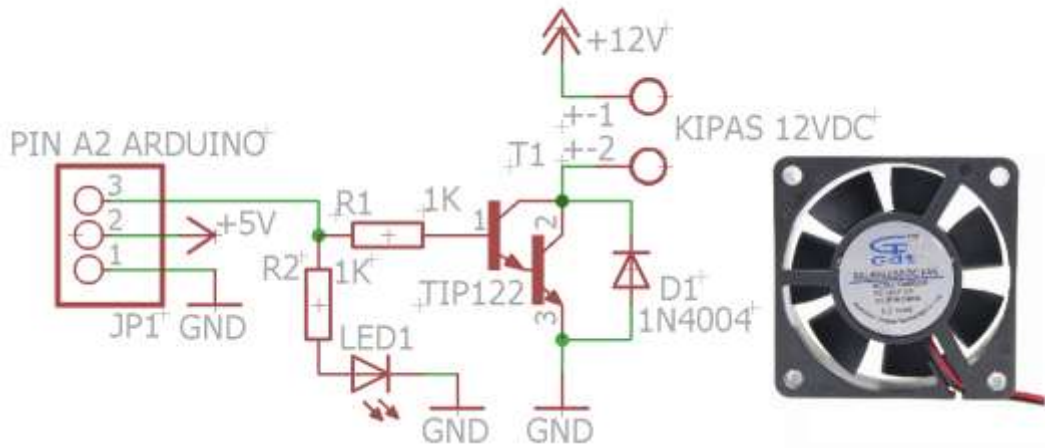 +12V
KIPAS 12VDC
+-1
+-2
T1
PIN A2 ARDUINO
3
2
1
+5V
JP1
GND
R1
1K
R2
1K
LED1
GND
1
2
3
TIP122
GND
D1
1N4004